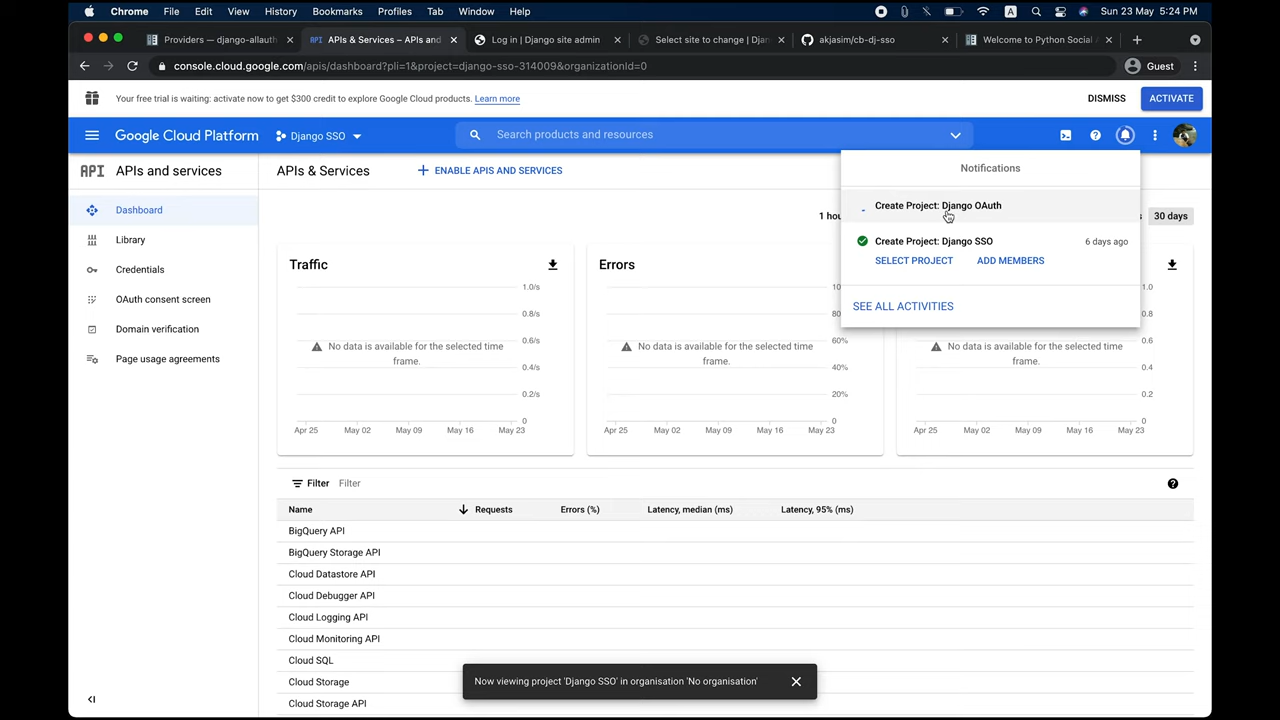 Chrome File Edit View History Bookmarks Profiles Tab Window Help A Sun 23 May 5:24 PM
Providers — django-allauth
API APIs & Services – APIs and
Log in | Django site admin
Select site to change | Djan
akjasim/cb-dj-sso
Welcome to Python Social A
console.cloud.google.com/apis/dashboard?pli=1&project=django-sso-314009&organizationId=0
Guest
Your free trial is waiting: activate now to get $300 credit to explore Google Cloud products. Learn more
DISMISS ACTIVATE
Google Cloud Platform Django SSO Search products and resources
API APIs and services
APIs & Services
+ ENABLE APIS AND SERVICES
Notifications
Dashboard
Library
Credentials
OAuth consent screen
Domain verification
Page usage agreements
1 hou
30 days
Create Project: Django OAuth
Create Project: Django SSO 6 days ago
SELECT PROJECT ADD MEMBERS
SEE ALL ACTIVITIES
Traffic
1.0/s
0.8/s
0.6/s
0.4/s
0.2/s
0
No data is available for the selected time
frame.
Apr 25 May 02 May 09 May 16 May 23
Errors
10
80
60%
40%
20%
0
No data is available for the selected time
frame.
Apr 25 May 02 May 09 May 16 May 23
1.0
0.8
0.6
0.4
0.2
0
No data is available for the selected time
frame.
Apr 25 May 02 May 09 May 16 May 23
Filter Filter
Name Requests Errors (%) Latency, median (ms) Latency, 95% (ms)
BigQuery API
BigQuery Storage API
Cloud Datastore API
Cloud Debugger API
Cloud Logging API
Cloud Monitoring API
Cloud SQL
Cloud Storage
Cloud Storage API
Now viewing project 'Django SSO' in organisation 'No organisation'